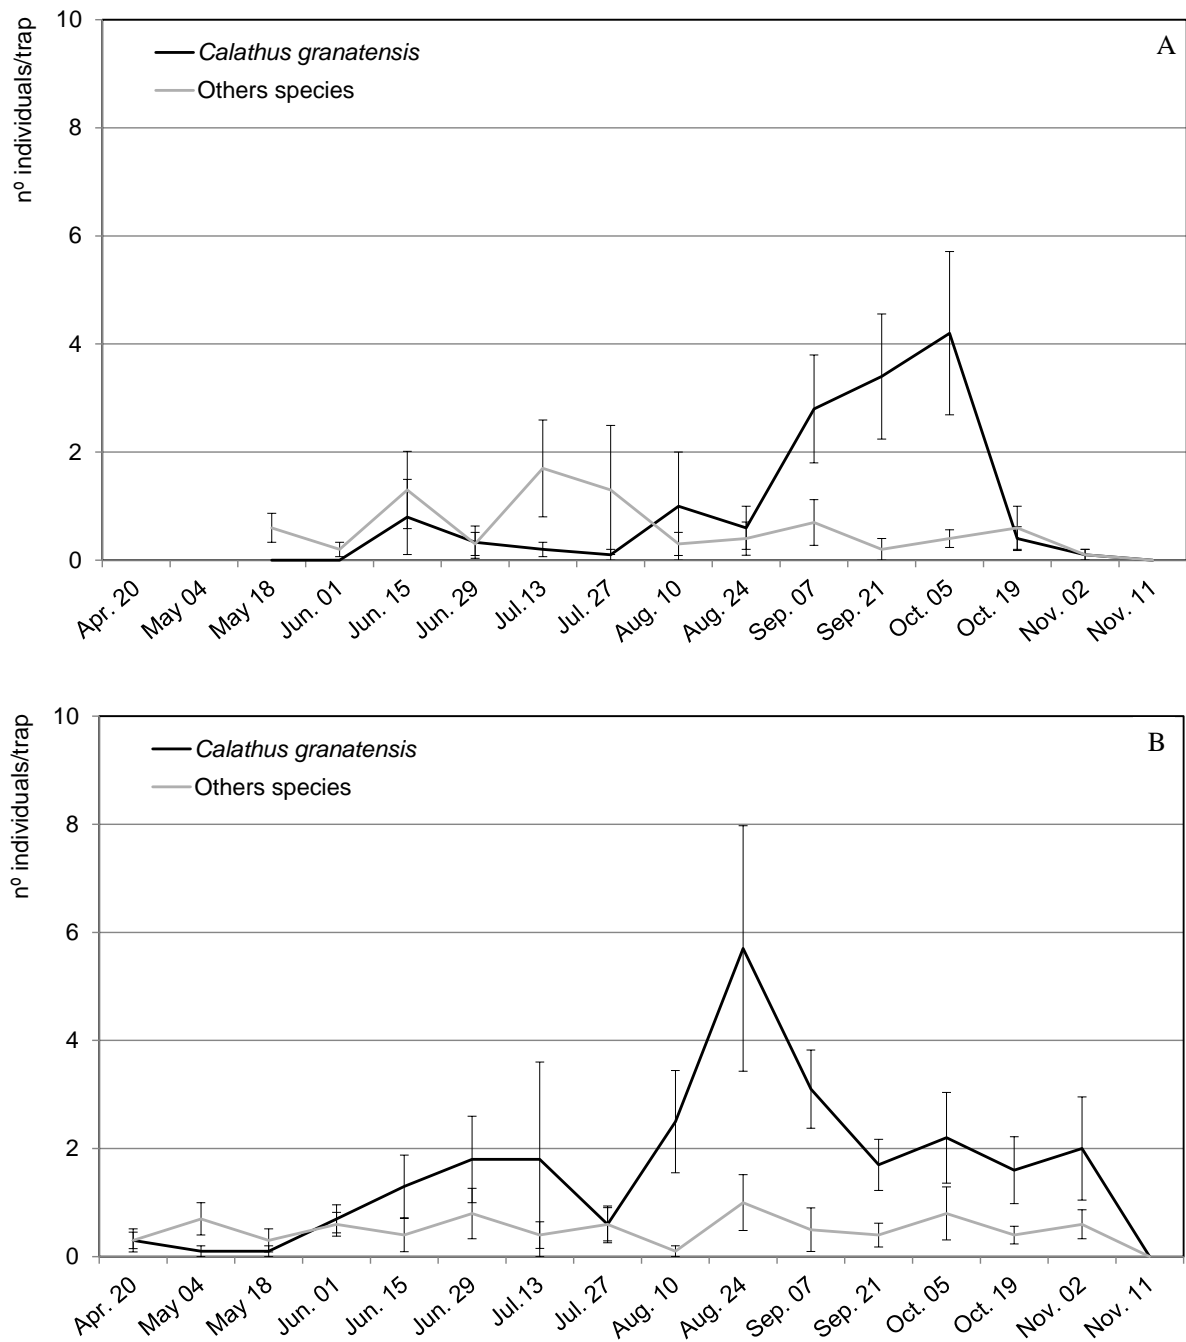 10
A
nº individuals/trap
Calathus granatensis
Others species
8
6
4
2
0
Apr. 20
May 04
May 18
Jun. 01
Jun. 15
Jun. 29
Jul.13
Jul. 27
Aug. 10
Aug. 24
Sep. 07
Sep. 21
Oct. 05
Oct. 19
Nov. 02
Nov. 11
10
B
nº individuals/trap
Calathus granatensis
Others species
8
6
4
2
0
Apr. 20
May 04
May 18
Jun. 01
Jun. 15
Jun. 29
Jul.13
Jul. 27
Aug. 10
Aug. 24
Sep. 07
Sep. 21
Oct. 05
Oct. 19
Nov. 02
Nov. 11